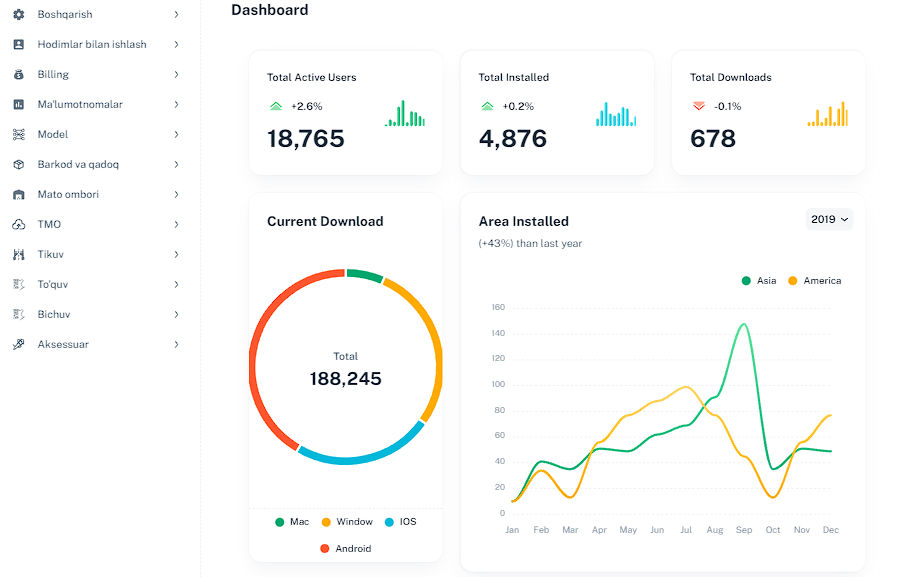 Boshqarish
Hodimlar bilan ishlash
Billing
Ma'lumotnomalar
Model
Barkod va qadoq
Mato ombori
TMO
Tikuv
To'quv
Bichuv
Aksessuar
Dashboard
Total Active Users
+2.6%
18,765
Total Installed
+0.2%
4,876
Total Downloads
-0.1%
678
Current Download
Total
188,245
Mac Window IOS
Android
Area Installed
(+43%) than last year
2019
Asia America
160
140
120
100
80
60
40
20
0
Jan Feb Mar Apr May Jun Jul Aug Sep Oct Nov Dec